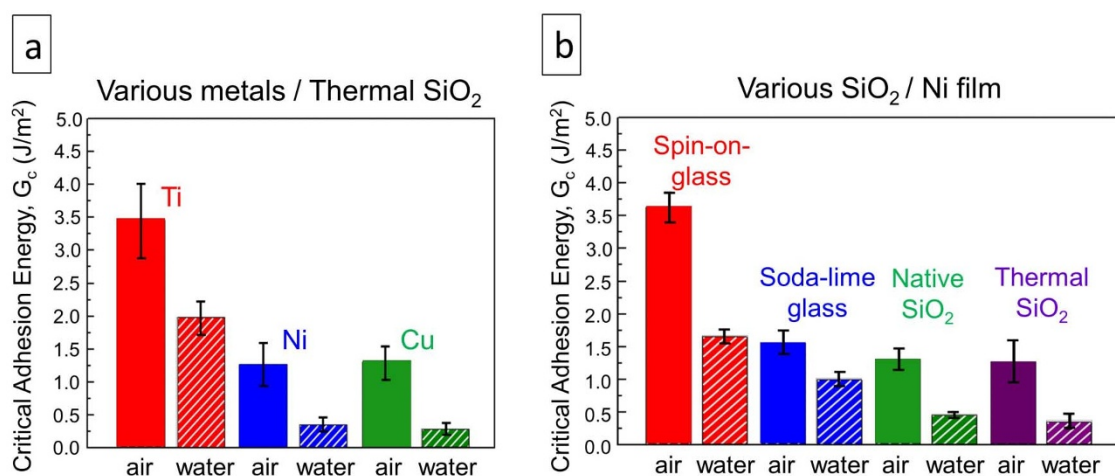 a
Various metals / Thermal SiO₂
Critical Adhesion Energy, G꜀ (J/m²)
5.0
4.5
4.0
3.5
3.0
2.5
2.0
1.5
1.0
0.5
0.0
Ti
Ni
Cu
air water air water air water
b
Various SiO₂ / Ni film
Critical Adhesion Energy, G꜀ (J/m²)
5.0
4.5
4.0
3.5
3.0
2.5
2.0
1.5
1.0
0.5
0.0
Spin-on-
glass
Soda-lime
glass
Native
SiO₂
Thermal
SiO₂
air water air water air water air water